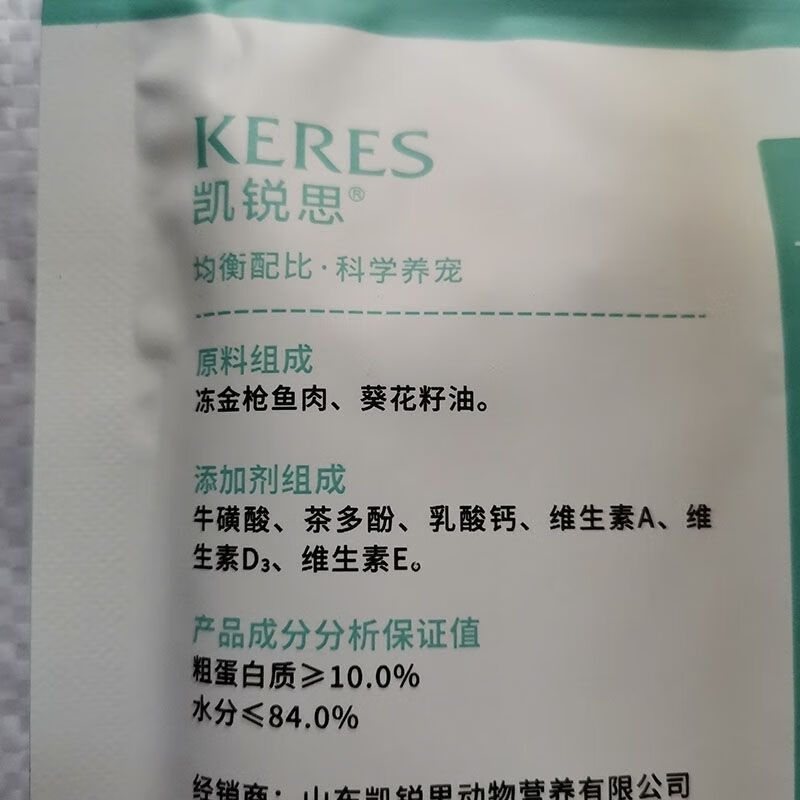 KERES
凯锐思®
均衡配比·科学养宠
原料组成
冻金枪鱼肉、葵花籽油。
添加剂组成
牛磺酸、茶多酚、乳酸钙、维生素A、维
生素D₃、维生素E。
产品成分分析保证值
粗蛋白质≥10.0%
水分≤84.0%
经销商：山东凯锐思动物营养有限公司